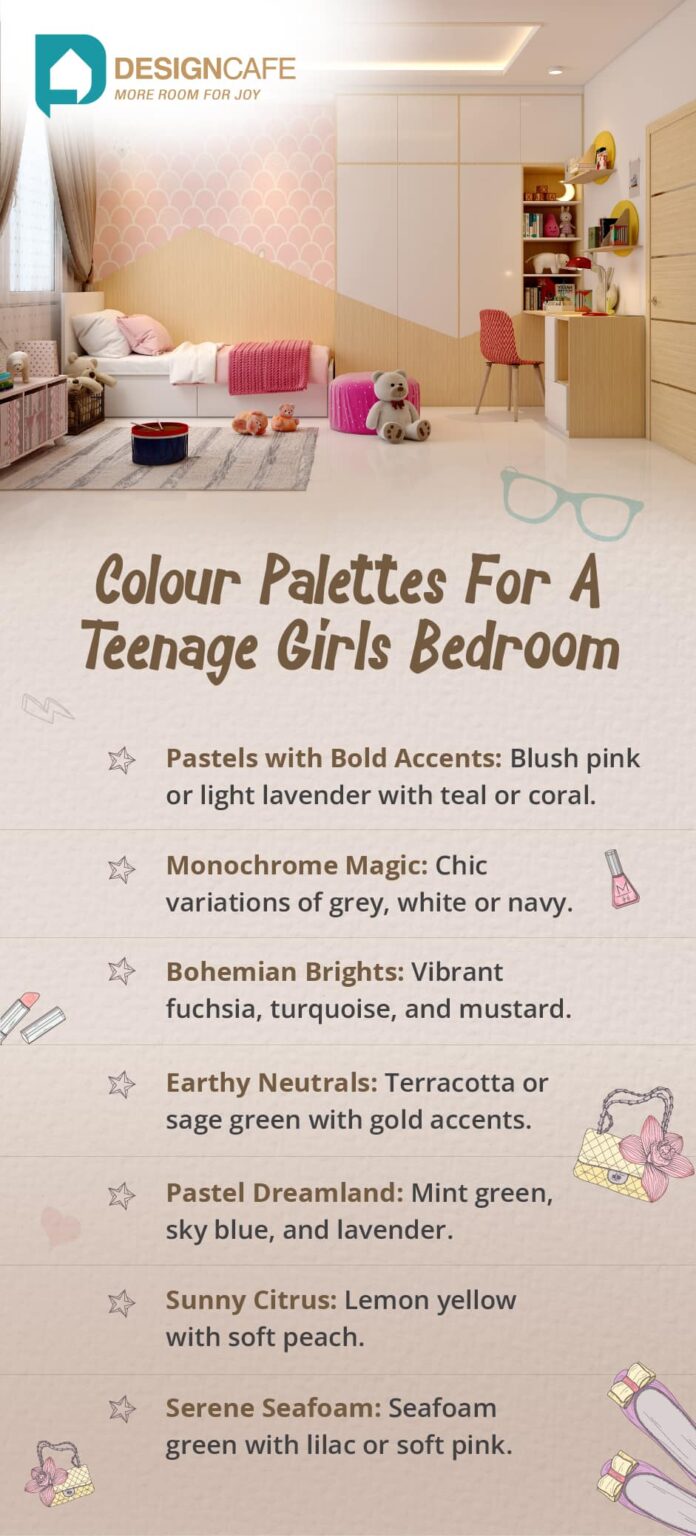 DESIGNCAFE
MORE ROOM FOR JOY
Colour Palettes For A
Teenage Girls Bedroom
Pastels with Bold Accents: Blush pink
or light lavender with teal or coral.
Monochrome Magic: Chic
variations of grey, white or navy.
M
Bohemian Brights: Vibrant
fuchsia, turquoise, and mustard.
Earthy Neutrals: Terracotta or
sage green with gold accents.
Pastel Dreamland: Mint green,
sky blue, and lavender.
Sunny Citrus: Lemon yellow
with soft peach.
Serene Seafoam: Seafoam
green with lilac or soft pink.